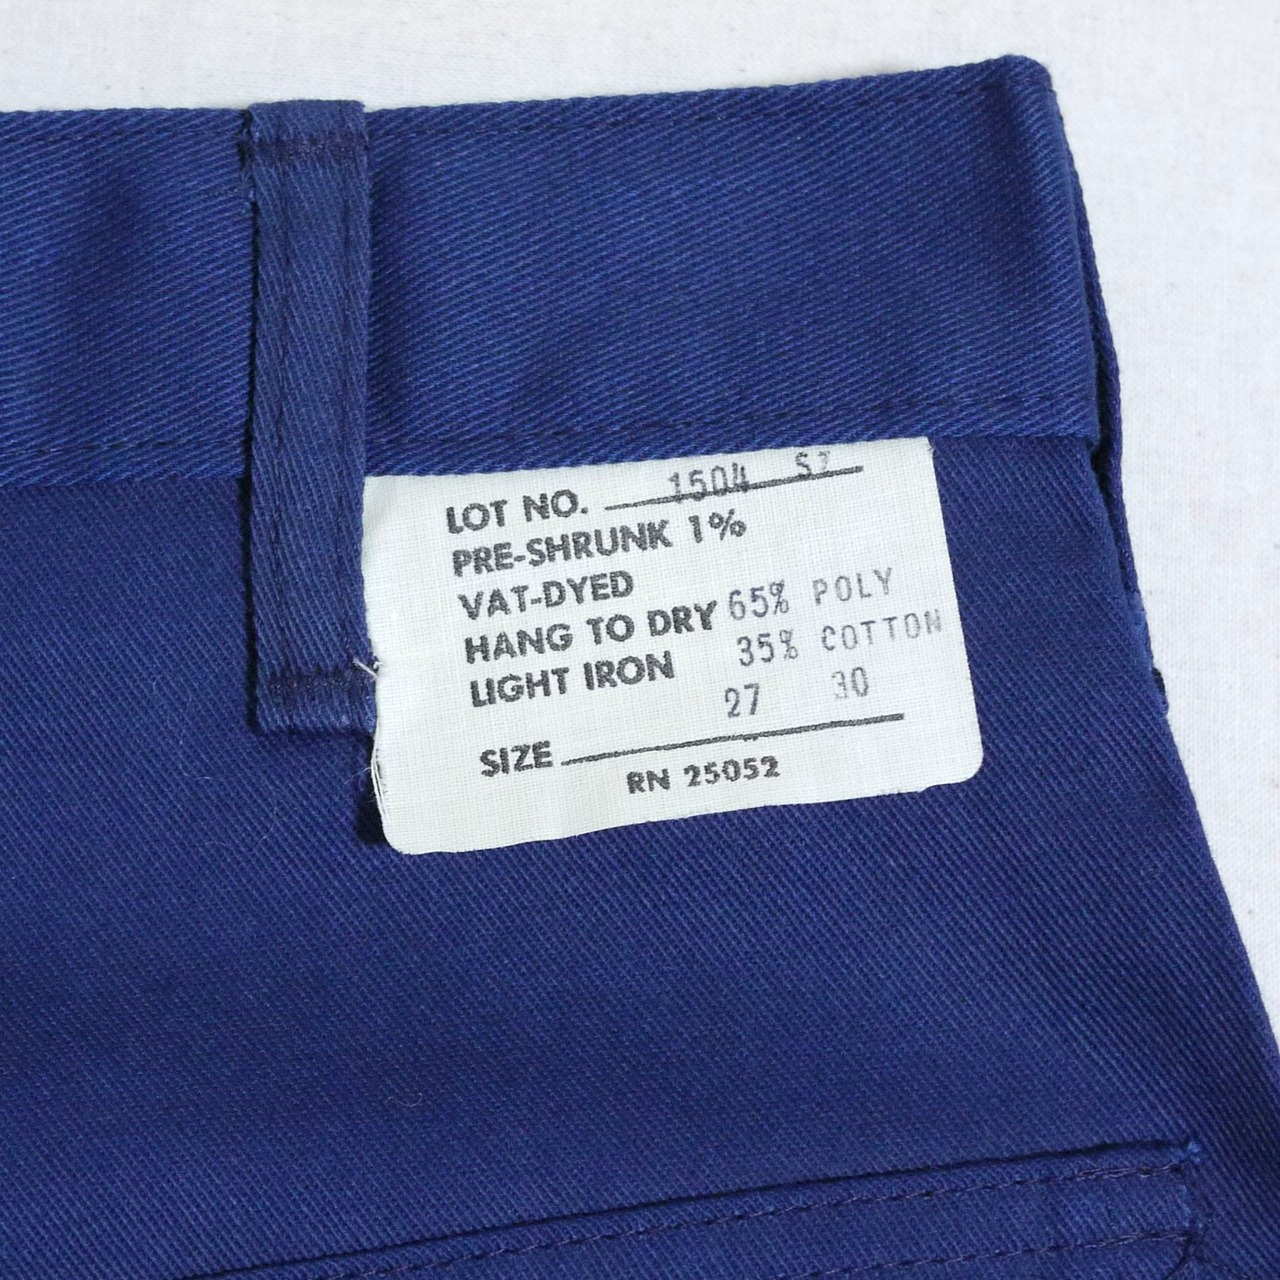 LOT NO. 1504
PRE-SHRUNK 1%
VAT-DYED
HANG TO DRY 65% POLY
LIGHT IRON 35% COTTON
27 30
SIZE
RN 25052